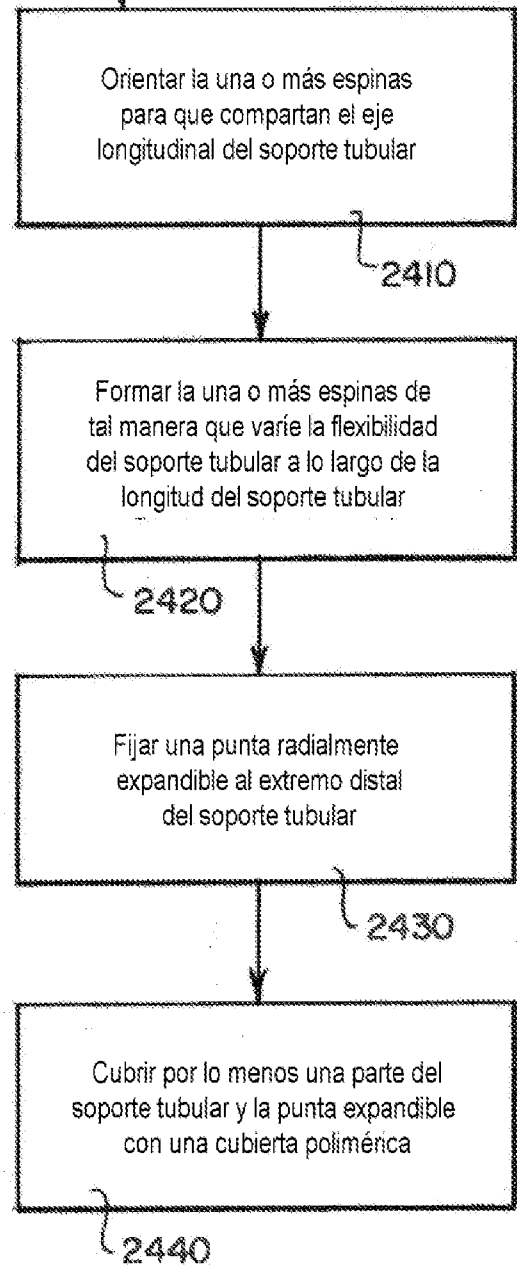 Orientar la una o más espinas
para que compartan el eje
longitudinal del soporte tubular
2410
Formar la una o más espinas de
tal manera que varíe la flexibilidad
del soporte tubular a lo largo de la
longitud del soporte tubular
2420
Fijar una punta radialmente
expandible al extremo distal
del soporte tubular
2430
Cubrir por lo menos una parte del
soporte tubular y la punta expandible
con una cubierta polimérica
2440